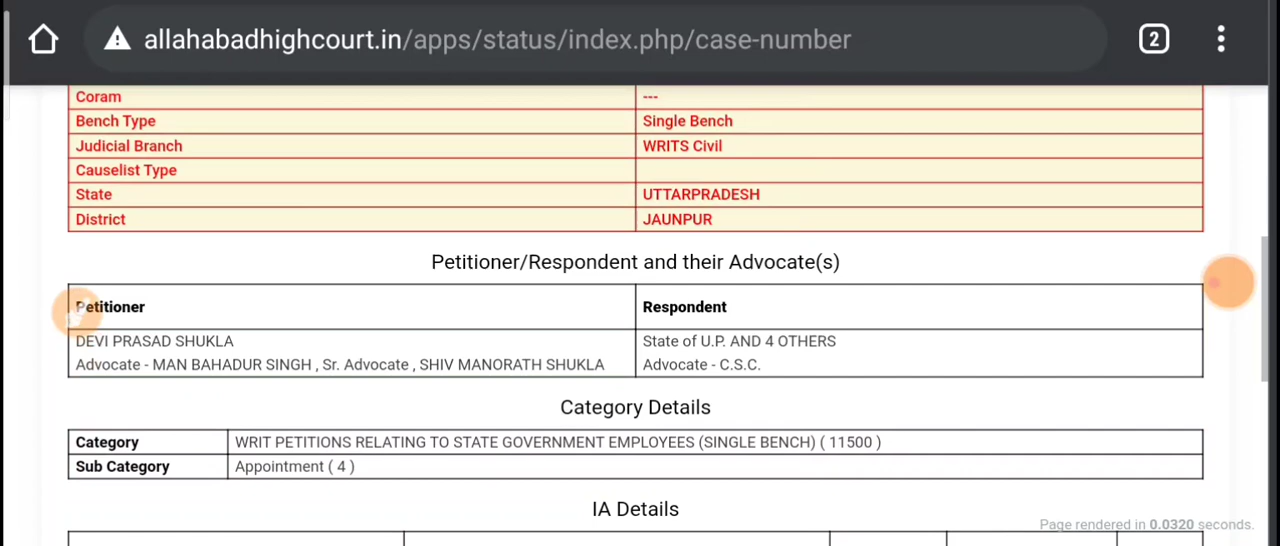 allahabadhighcourt.in/apps/status/index.php/case-number 2
Coram ---
Bench Type Single Bench
Judicial Branch WRITS Civil
Causelist Type
State UTTARPRADESH
District JAUNPUR
Petitioner/Respondent and their Advocate(s)
Petitioner Respondent
DEVI PRASAD SHUKLA State of U.P. AND 4 OTHERS
Advocate - MAN BAHADUR SINGH , Sr. Advocate , SHIV MANORATH SHUKLA Advocate - C.S.C.
Category Details
Category WRIT PETITIONS RELATING TO STATE GOVERNMENT EMPLOYEES (SINGLE BENCH) ( 11500 )
Sub Category Appointment ( 4 )
IA Details
Page rendered in 0.0320 seconds.